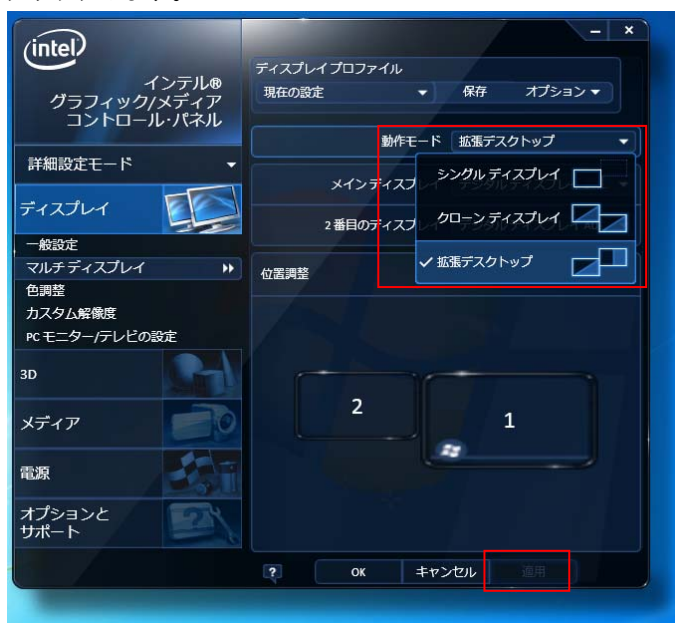 intel
インテル®
グラフィック/メディア
コントロール・パネル
詳細設定モード
ディスプレイ
一般設定
マルチディスプレイ
色調整
カスタム解像度
PC モニター/テレビの設定
3D
メディア
電源
オプションと
サポート
ディスプレイ プロファイル
現在の設定 保存 オプション
動作モード 拡張デスクトップ
シングル ディスプレイ
メインディスプ
クローン ディスプレイ
2 番目のディスプ
✓ 拡張デスクトップ
位置調整
2
1
? OK キャンセル 適用